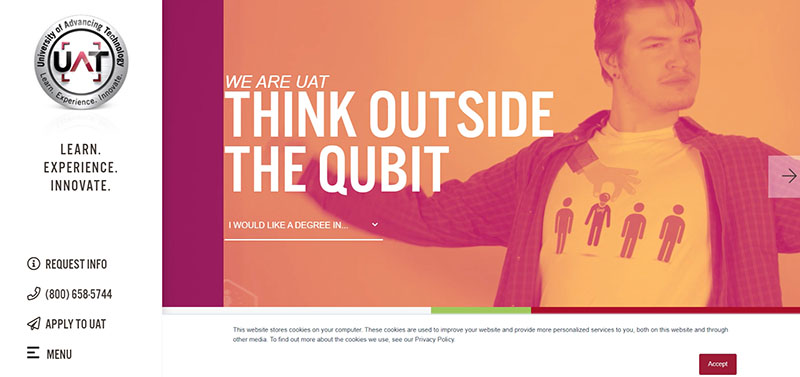 University of Advancing Technology
UAT
Learn. Experience. Innovate.
LEARN.
EXPERIENCE.
INNOVATE.
REQUEST INFO
(800) 658-5744
APPLY TO UAT
MENU
WE ARE UAT
THINK OUTSIDE
THE QUBIT
I WOULD LIKE A DEGREE IN...
This website stores cookies on your computer. These cookies are used to improve your website and provide more personalized services to you, both on this website and through
other media. To find out more about the cookies we use, see our Privacy Policy.
Accept